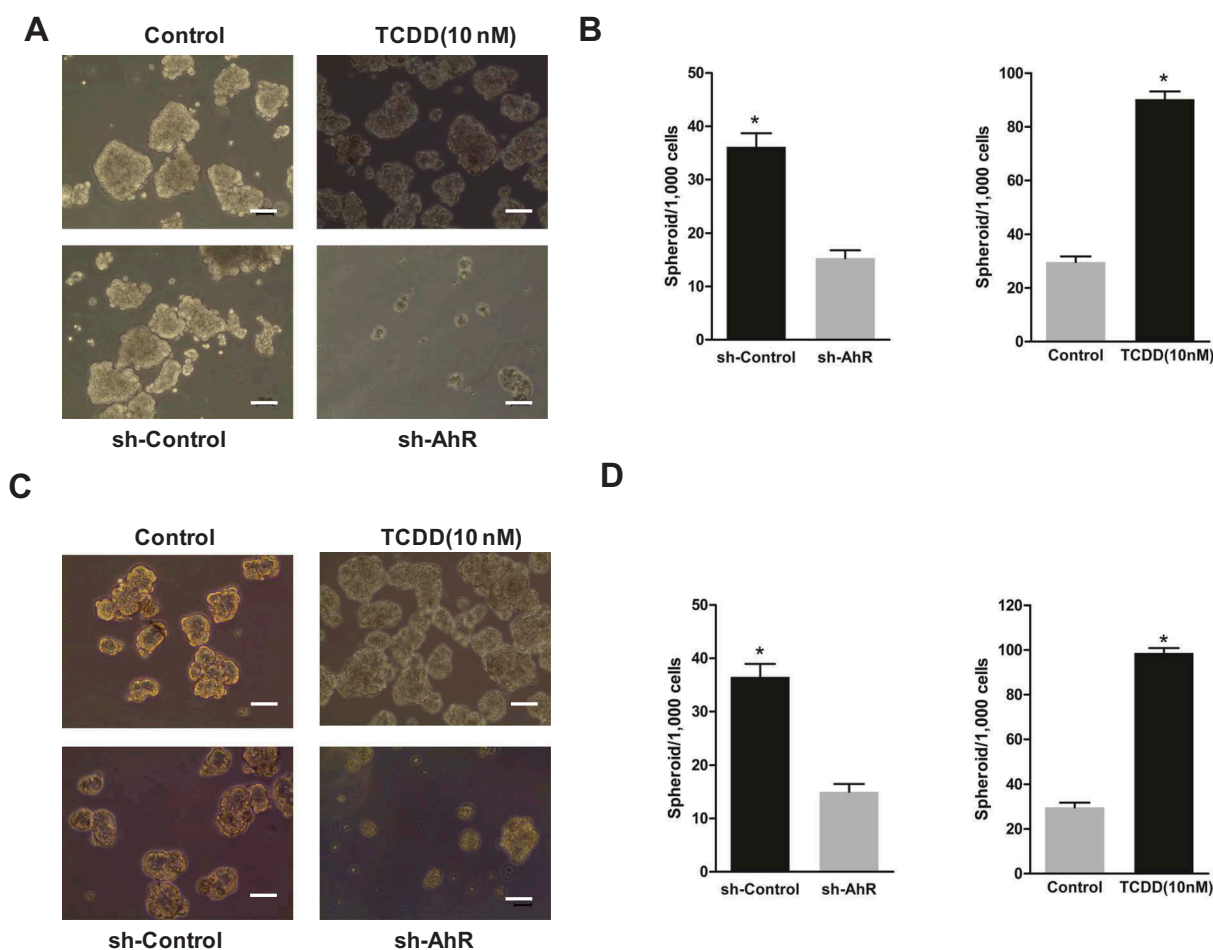 A
Control
TCDD(10 nM)
sh-Control
sh-AhR
B
50
40
30
20
10
0
Spheroid/1,000 cells
*
sh-Control
sh-AhR
100
80
60
40
20
0
Spheroid/1,000 cells
*
Control
TCDD(10nM)
C
Control
TCDD(10 nM)
sh-Control
sh-AhR
D
50
40
30
20
10
0
Spheroid/1,000 cells
*
sh-Control
sh-AhR
120
100
80
60
40
20
0
Spheroid/1,000 cells
*
Control
TCDD(10nM)